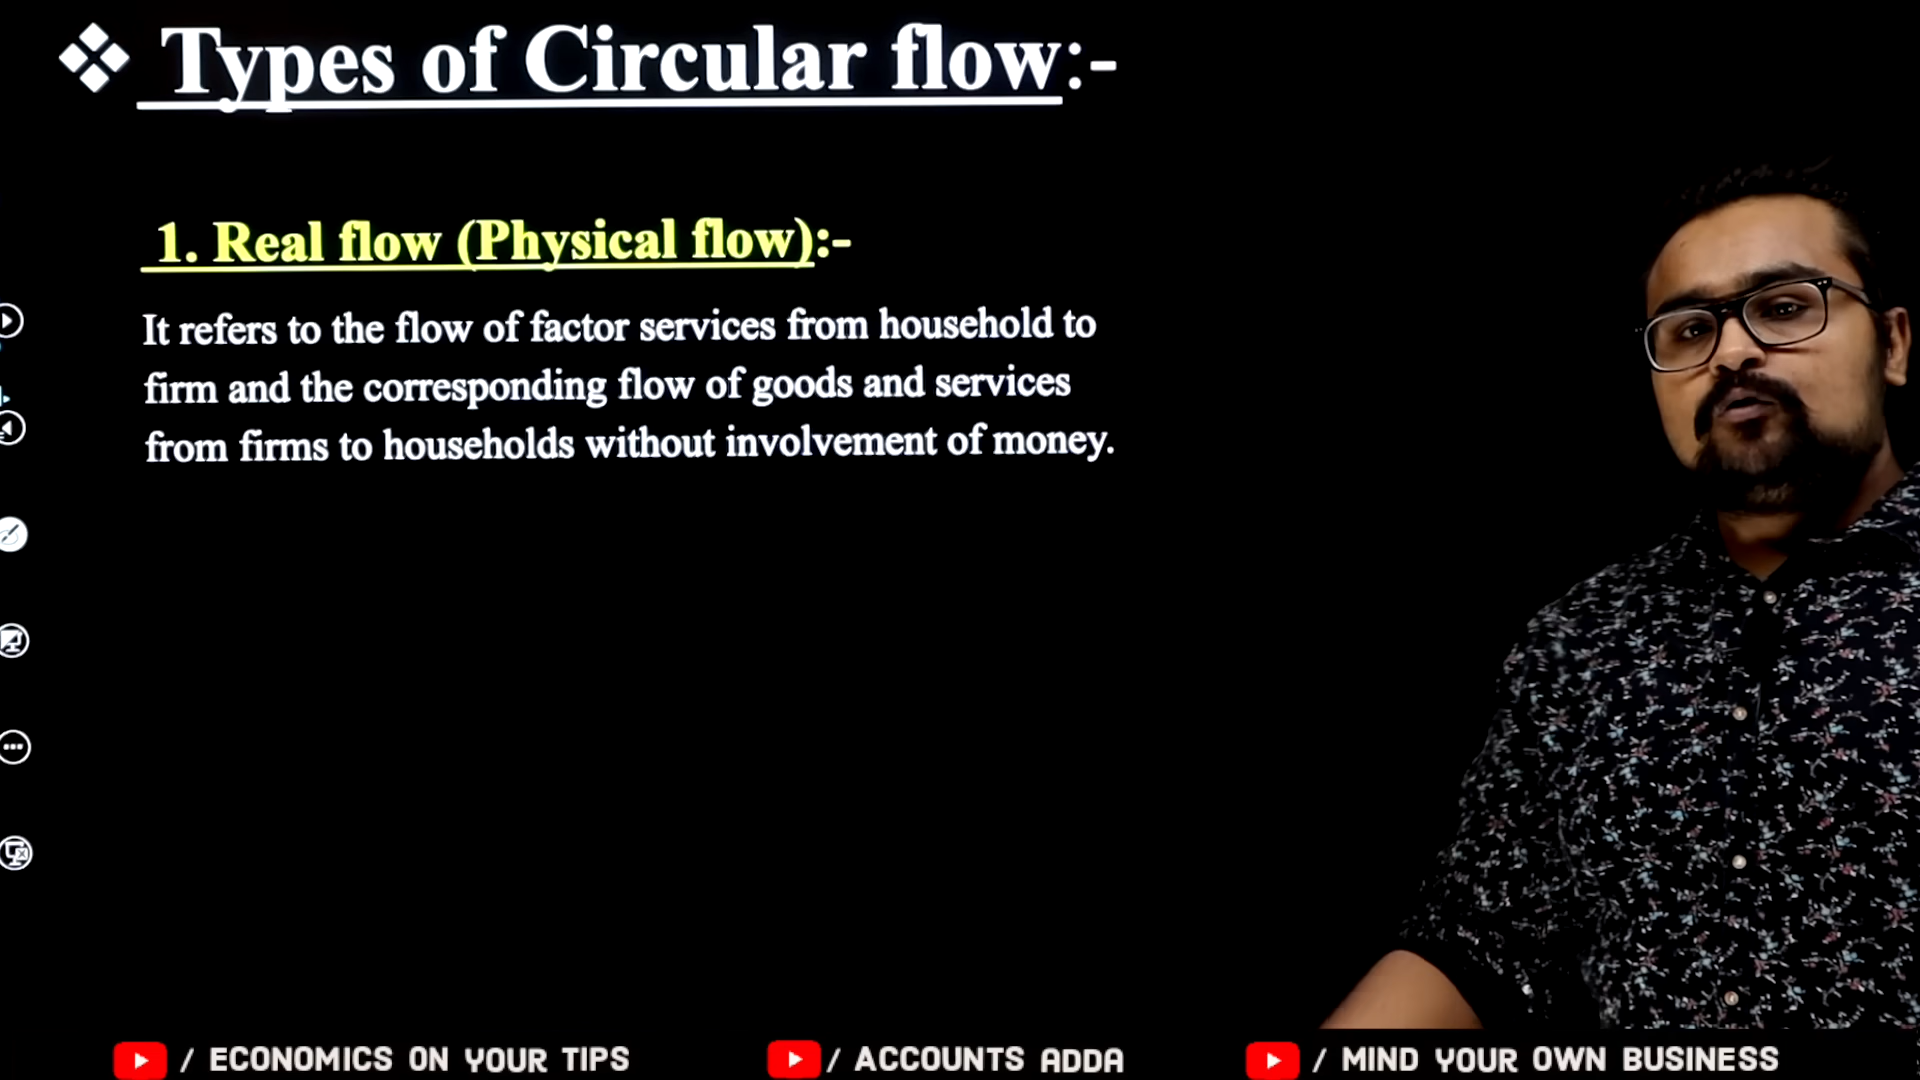 ❖ Types of Circular flow:-
1. Real flow (Physical flow):-
It refers to the flow of factor services from household to
firm and the corresponding flow of goods and services
from firms to households without involvement of money.
/ ECONOMICS ON YOUR TIPS
/ ACCOUNTS ADDA
/ MIND YOUR OWN BUSINESS